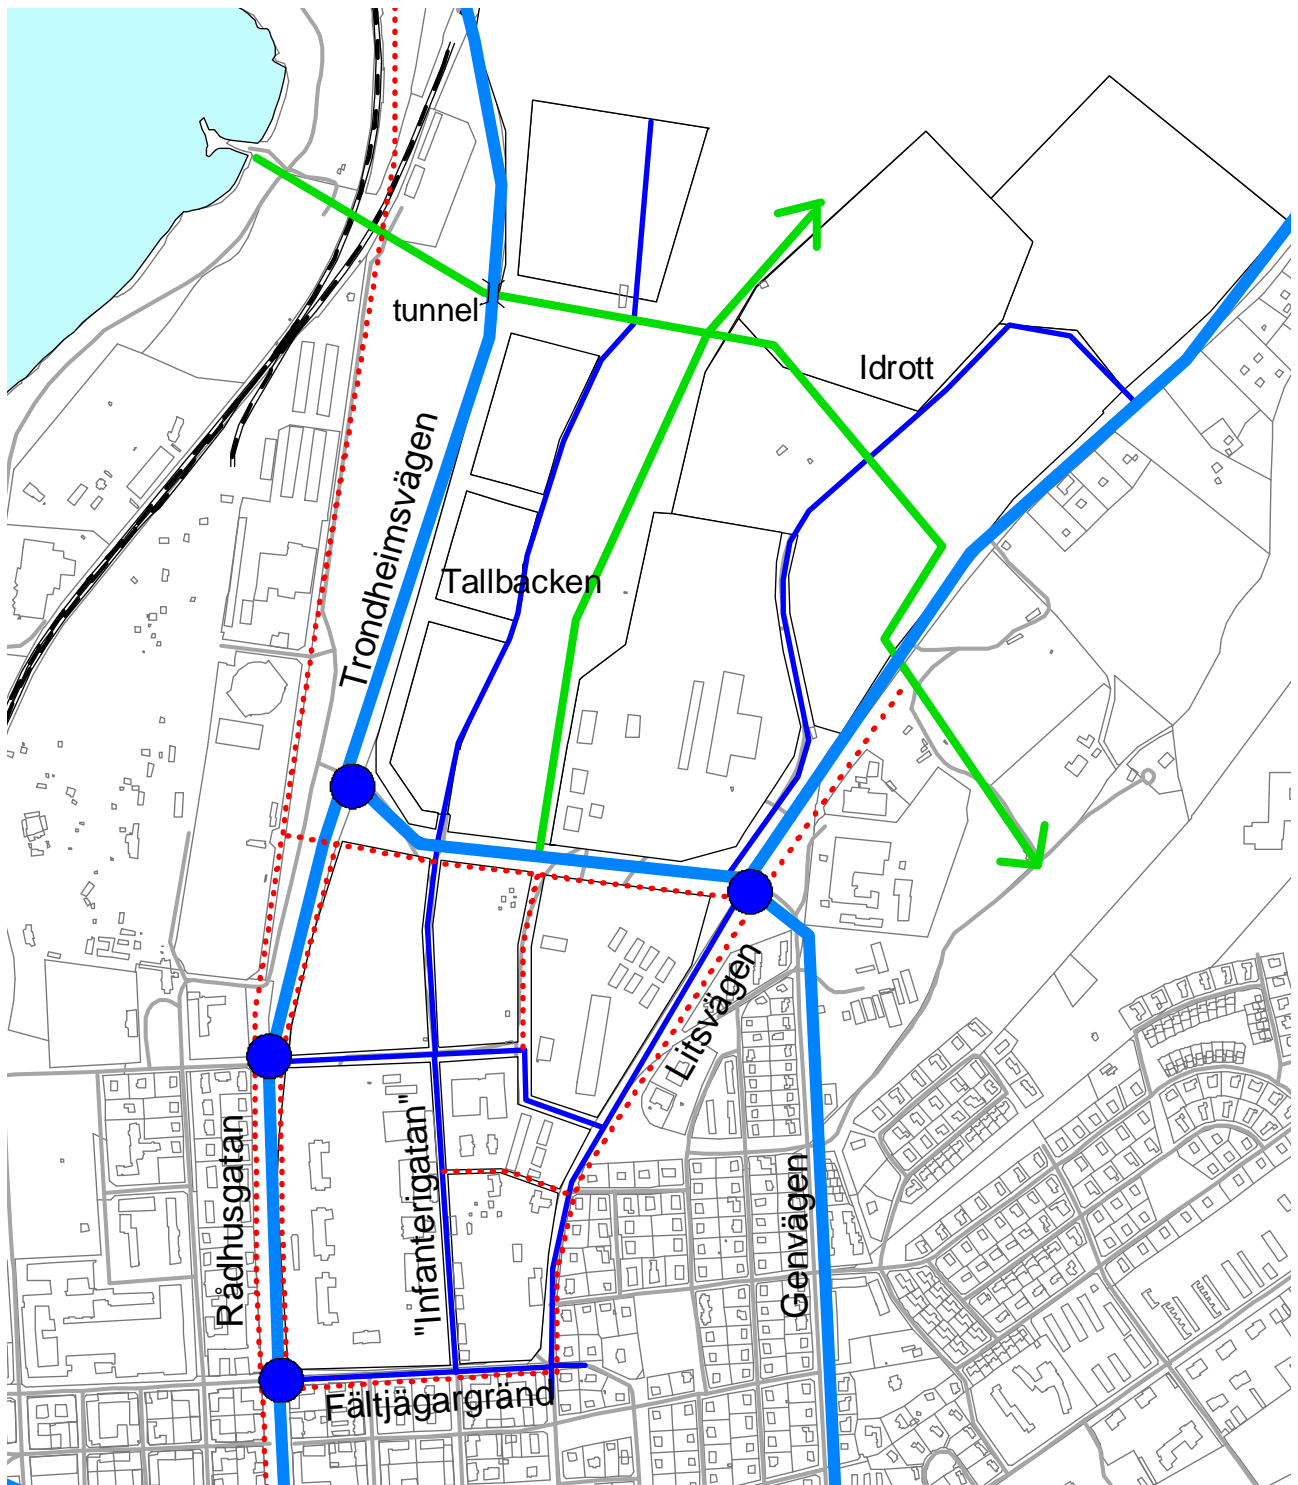 tunnel
Idrott
Trondheimsvägen
Tallbacken
Litsvägen
Rådhusgatan
"Infanterigatan"
Genvägen
Fältjägargränd